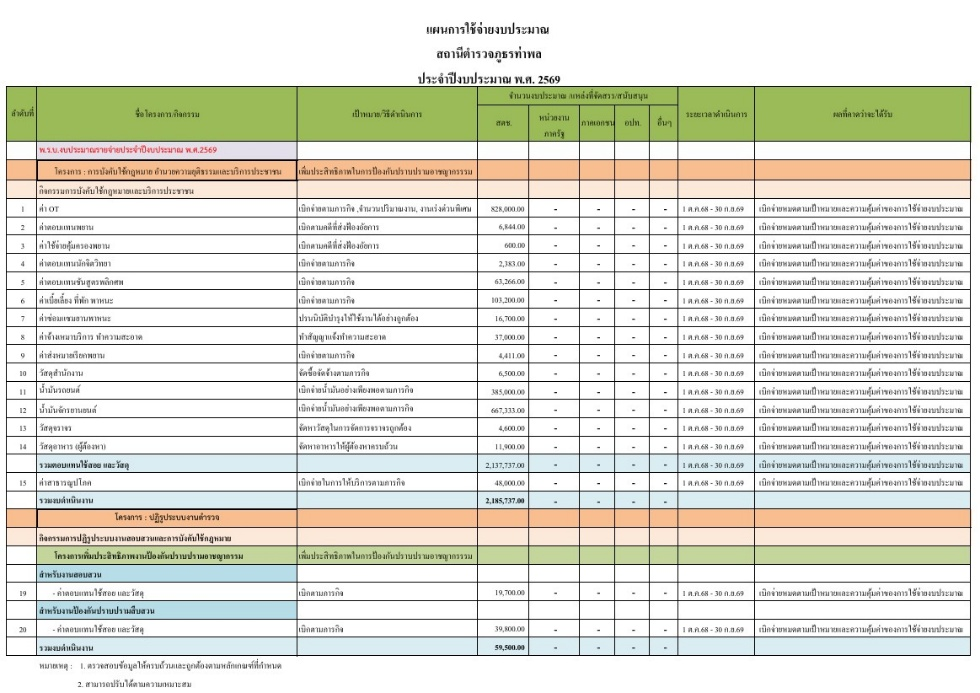 แผนการใช้จ่ายงบประมาณ
สถานีตำรวจภูธรท่าพล
ประจำปีงบประมาณ พ.ศ. 2569
ลำดับที่ ชื่อโครงการ/กิจกรรม เป้าหมาย/วิธีดำเนินการ จำนวนงบประมาณ /แหล่งที่จัดสรร/สนับสนุน ระยะเวลาดำเนินการ ผลที่คาดว่าจะได้รับ
สตช. หน่วยงานภาครัฐ ภาคเอกชน อปท. อื่นๆ
พ.ร.บ.งบประมาณรายจ่ายประจำปีงบประมาณ พ.ศ.2569
โครงการ : การบังคับใช้กฎหมาย อำนวยความยุติธรรมและบริการประชาชน เพิ่มประสิทธิภาพในการป้องกันปราบปรามอาชญากรรม
กิจกรรมการบังคับใช้กฎหมายและบริการประชาชน
1 ค่า OT เบิกจ่ายตามภารกิจ ,จำนวนปริมาณงาน, งานเร่งด่วนพิเศษ 828,000.00 - - - - 1 ต.ค.68 - 30 ก.ย.69 เบิกจ่ายหมดตามเป้าหมายและความคุ้มค่าของการใช้จ่ายงบประมาณ
2 ค่าตอบแทนพยาน เบิกตามคดีที่ส่งฟ้องอัยการ 6,844.00 - - - - 1 ต.ค.68 - 30 ก.ย.69 เบิกจ่ายหมดตามเป้าหมายและความคุ้มค่าของการใช้จ่ายงบประมาณ
3 ค่าใช้จ่ายคุ้มครองพยาน เบิกตามคดีที่ส่งฟ้องอัยการ 600.00 - - - - 1 ต.ค.68 - 30 ก.ย.69 เบิกจ่ายหมดตามเป้าหมายและความคุ้มค่าของการใช้จ่ายงบประมาณ
4 ค่าตอบแทนนักจิตวิทยา เบิกจ่ายตามภารกิจ 2,383.00 - - - - 1 ต.ค.68 - 30 ก.ย.69 เบิกจ่ายหมดตามเป้าหมายและความคุ้มค่าของการใช้จ่ายงบประมาณ
5 ค่าตอบแทนชันสูตรพลิกศพ เบิกจ่ายตามภารกิจ 63,266.00 - - - - 1 ต.ค.68 - 30 ก.ย.69 เบิกจ่ายหมดตามเป้าหมายและความคุ้มค่าของการใช้จ่ายงบประมาณ
6 ค่าเบี้ยเลี้ยง ที่พัก พาหนะ เบิกจ่ายตามภารกิจ 103,200.00 - - - - 1 ต.ค.68 - 30 ก.ย.69 เบิกจ่ายหมดตามเป้าหมายและความคุ้มค่าของการใช้จ่ายงบประมาณ
7 ค่าซ่อมแซมยานพาหนะ ปรนนิบัติบำรุงให้ใช้งานได้อย่างถูกต้อง 16,700.00 - - - - 1 ต.ค.68 - 30 ก.ย.69 เบิกจ่ายหมดตามเป้าหมายและความคุ้มค่าของการใช้จ่ายงบประมาณ
8 ค่าจ้างเหมาบริการ ทำความสะอาด ทำสัญญาจ้างทำความสะอาด 37,000.00 - - - - 1 ต.ค.68 - 30 ก.ย.69 เบิกจ่ายหมดตามเป้าหมายและความคุ้มค่าของการใช้จ่ายงบประมาณ
9 ค่าส่งหมายเรียกพยาน เบิกจ่ายตามภารกิจ 4,411.00 - - - - 1 ต.ค.68 - 30 ก.ย.69 เบิกจ่ายหมดตามเป้าหมายและความคุ้มค่าของการใช้จ่ายงบประมาณ
10 วัสดุสำนักงาน จัดซื้อจัดจ้างตามภารกิจ 6,500.00 - - - - 1 ต.ค.68 - 30 ก.ย.69 เบิกจ่ายหมดตามเป้าหมายและความคุ้มค่าของการใช้จ่ายงบประมาณ
11 น้ำมันรถยนต์ เบิกจ่ายน้ำมันอย่างเพียงพอตามภารกิจ 385,000.00 - - - - 1 ต.ค.68 - 30 ก.ย.69 เบิกจ่ายหมดตามเป้าหมายและความคุ้มค่าของการใช้จ่ายงบประมาณ
12 น้ำมันจักรยานยนต์ เบิกจ่ายน้ำมันอย่างเพียงพอตามภารกิจ 667,333.00 - - - - 1 ต.ค.68 - 30 ก.ย.69 เบิกจ่ายหมดตามเป้าหมายและความคุ้มค่าของการใช้จ่ายงบประมาณ
13 วัสดุจราจร จัดหาวัสดุในการจัดการจราจรถูกต้อง 4,600.00 - - - - 1 ต.ค.68 - 30 ก.ย.69 เบิกจ่ายหมดตามเป้าหมายและความคุ้มค่าของการใช้จ่ายงบประมาณ
14 วัสดุอาหาร (ผู้ต้องหา) จัดหาอาหารให้ผู้ต้องหาครบถ้วน 11,900.00 - - - - 1 ต.ค.68 - 30 ก.ย.69 เบิกจ่ายหมดตามเป้าหมายและความคุ้มค่าของการใช้จ่ายงบประมาณ
รวมตอบแทนใช้สอย และวัสดุ 2,137,737.00 - - - - 1 ต.ค.68 - 30 ก.ย.69 เบิกจ่ายหมดตามเป้าหมายและความคุ้มค่าของการใช้จ่ายงบประมาณ
15 ค่าสาธารณูปโภค เบิกจ่ายในการให้บริการตามภารกิจ 48,000.00 - - - - 1 ต.ค.68 - 30 ก.ย.69 เบิกจ่ายหมดตามเป้าหมายและความคุ้มค่าของการใช้จ่ายงบประมาณ
รวมงบดำเนินงาน 2,185,737.00 - - - -
โครงการ : ปฏิรูประบบงานตำรวจ
กิจกรรมการปฏิรูประบบงานสอบสวนและการบังคับใช้กฎหมาย
โครงการเพิ่มประสิทธิภาพงานป้องกันปราบปรามอาชญากรรม เพิ่มประสิทธิภาพในการป้องกันปราบปรามอาชญากรรม
สำหรับงานสอบสวน
19 - ค่าตอบแทนใช้สอย และวัสดุ เบิกตามภารกิจ 19,700.00 - - - - 1 ต.ค.68 - 30 ก.ย.69 เบิกจ่ายหมดตามเป้าหมายและความคุ้มค่าของการใช้จ่ายงบประมาณ
สำหรับงานป้องกันปราบปรามสืบสวน
20 - ค่าตอบแทนใช้สอย และวัสดุ เบิกตามภารกิจ 39,800.00 - - - - 1 ต.ค.68 - 30 ก.ย.69 เบิกจ่ายหมดตามเป้าหมายและความคุ้มค่าของการใช้จ่ายงบประมาณ
รวมงบดำเนินงาน 59,500.00 - - - -
หมายเหตุ : 1. ตรวจสอบข้อมูลให้ครบถ้วนและถูกต้องตามหลักเกณฑ์ที่กำหนด
2. สามารถปรับได้ตามความเหมาะสม